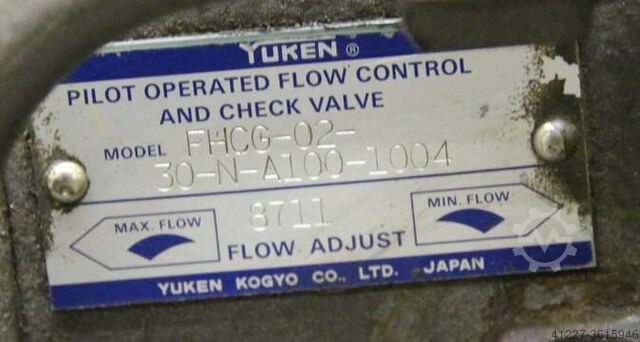 YUKEN ®
PILOT OPERATED FLOW CONTROL
AND CHECK VALVE
MODEL FHCG-02-
30-N-A100-1004
8711
MAX. FLOW
MIN. FLOW
FLOW ADJUST
YUKEN KOGYO CO., LTD. JAPAN
41227-3615946